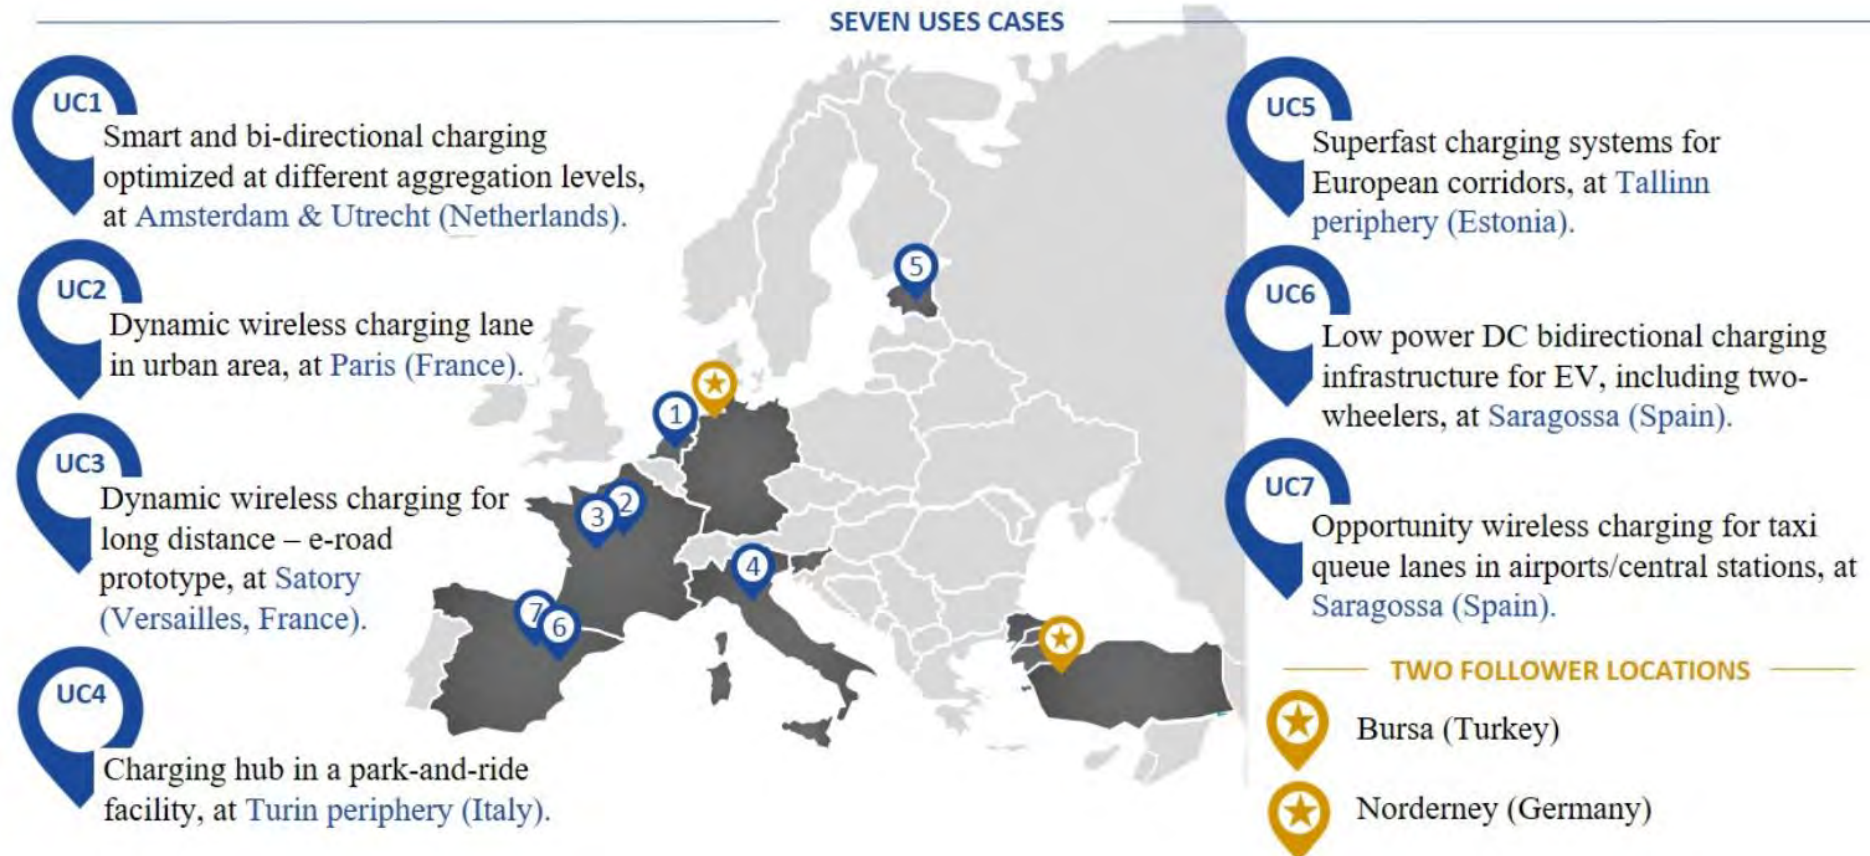 SEVEN USES CASES
UC1
Smart and bi-directional charging
optimized at different aggregation levels,
at Amsterdam & Utrecht (Netherlands).
UC2
Dynamic wireless charging lane
in urban area, at Paris (France).
UC3
Dynamic wireless charging for
long distance – e-road
prototype, at Satory
(Versailles, France).
UC4
Charging hub in a park-and-ride
facility, at Turin periphery (Italy).
5
1
2
3
4
7
6
UC5
Superfast charging systems for
European corridors, at Tallinn
periphery (Estonia).
UC6
Low power DC bidirectional charging
infrastructure for EV, including two-
wheelers, at Saragossa (Spain).
UC7
Opportunity wireless charging for taxi
queue lanes in airports/central stations, at
Saragossa (Spain).
TWO FOLLOWER LOCATIONS
Bursa (Turkey)
Norderney (Germany)